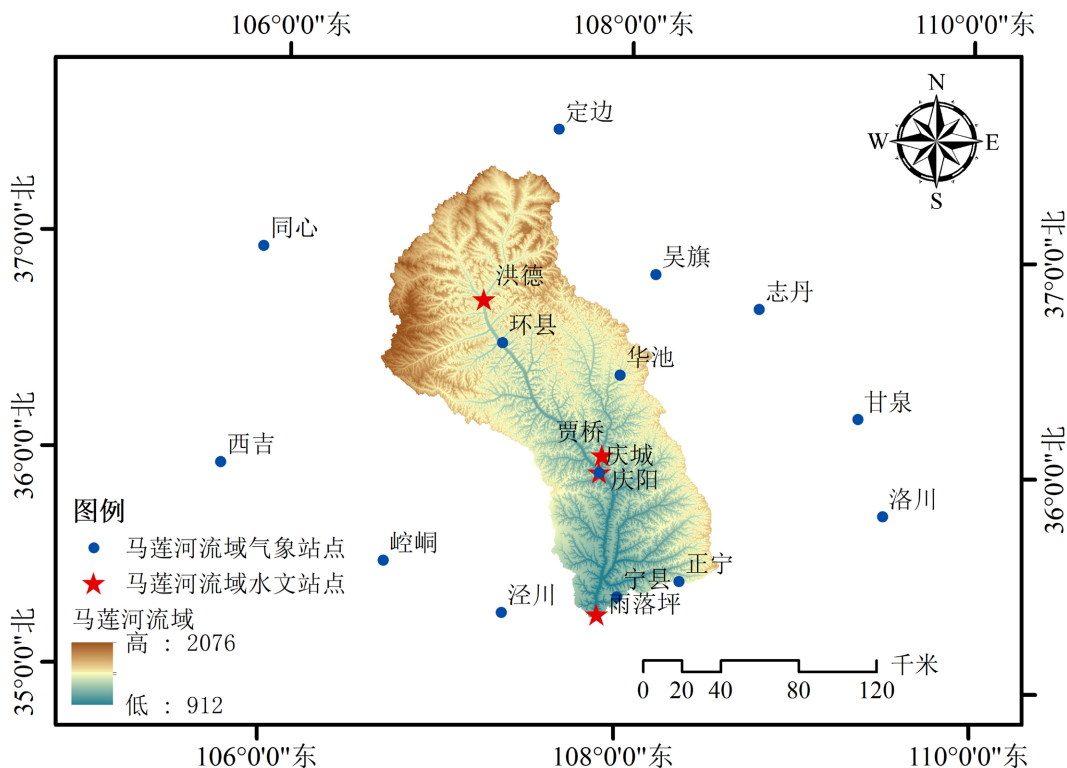 106°0'0"东
108°0'0"东
110°0'0"东
N
W
E
S
定边
37°0'0"北
同心
37°0'0"北
吴旗
洪德
志丹
环县
华池
36°0'0"北
甘泉
贾桥
西吉
庆城
庆阳
36°0'0"北
洛川
图例
马莲河流域气象站点
崆峒
正宁
马莲河流域水文站点
宁县
泾川
雨落坪
马莲河流域
高 : 2076
低 : 912
35°0'0"北
千米
0 20 40 80 120
106°0'0"东
108°0'0"东
110°0'0"东